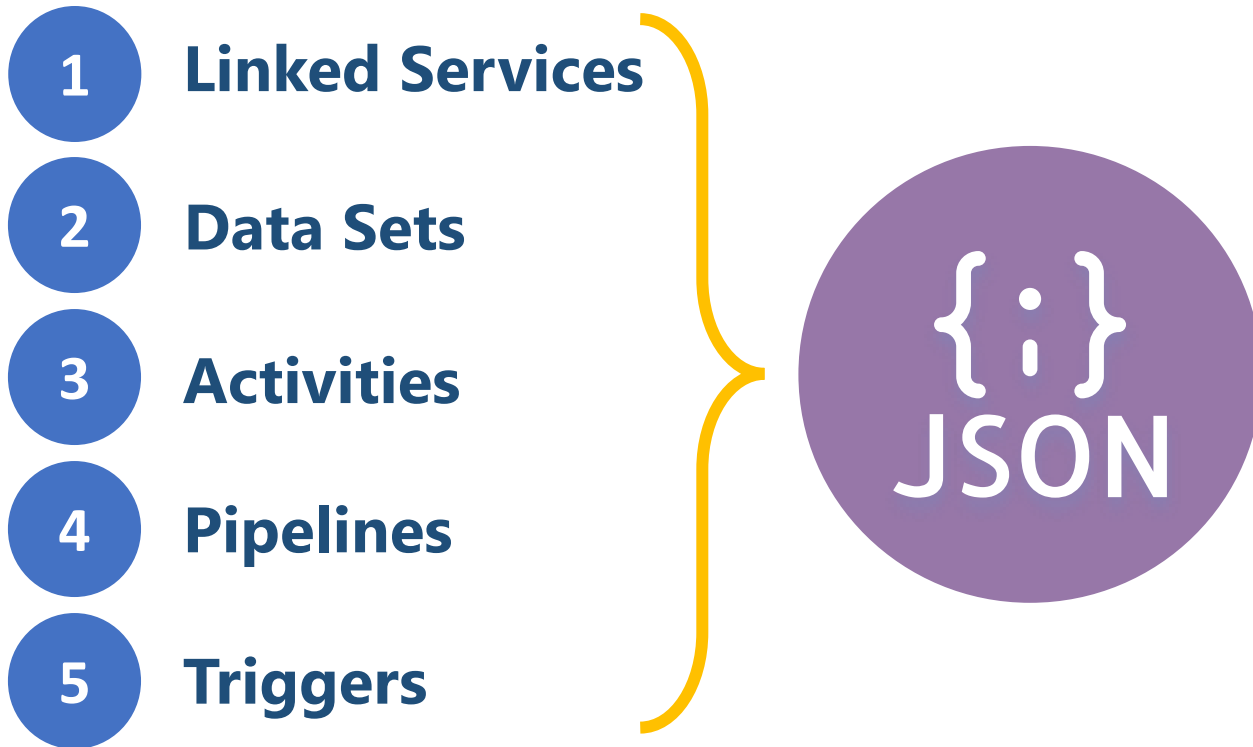 1 Linked Services
2 Data Sets
3 Activities
4 Pipelines
5 Triggers
{;}
JSON